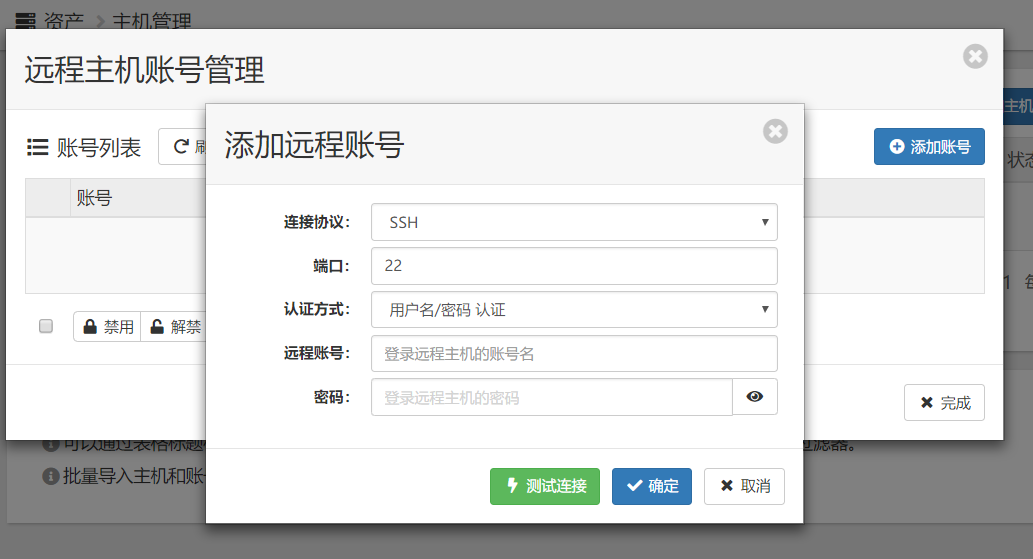 资产 主机管理
远程主机账号管理
主机
添加远程账号
账号列表
添加账号
账号
连接协议:
SSH
端口:
22
认证方式:
用户名/密码 认证
禁用
解禁
远程账号:
登录远程主机的账号名
密码:
登录远程主机的密码
完成
可以通过表格标题
过滤器。
批量导入主机和账
测试连接
确定
取消